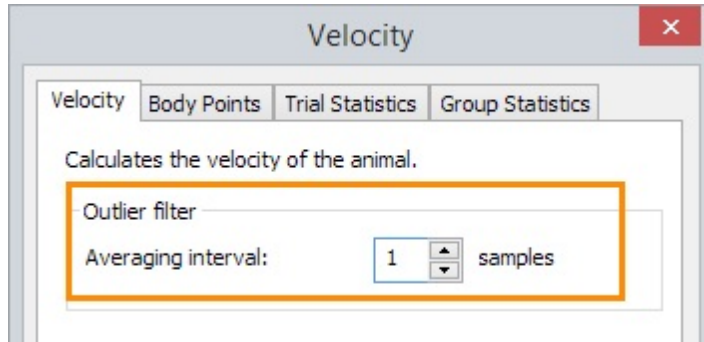 Velocity
Velocity Body Points Trial Statistics Group Statistics
Calculates the velocity of the animal.
Outlier filter
Averaging interval: 1 samples